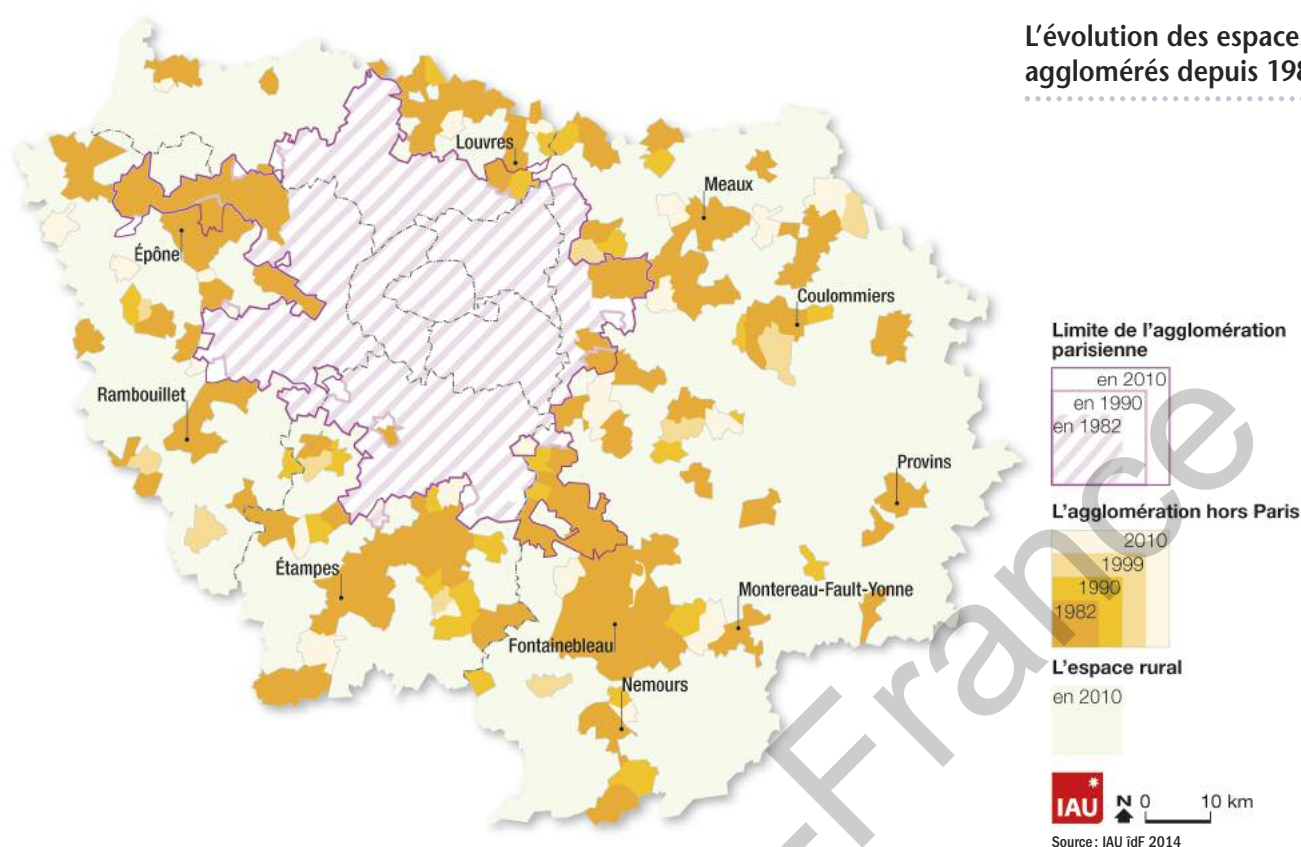 L'évolution des espaces
agglomérés depuis 198
Louvres
Meaux
Épône
Coulommiers
Rambouillet
Provins
Étampes
Montereau-Fault-Yonne
Fontainebleau
Nemours
Limite de l'agglomération
parisienne
en 2010
en 1990
en 1982
L'agglomération hors Paris
2010
1999
1990
1982
L'espace rural
en 2010
IAU
N 0 10 km
Source : IAU îdF 2014
-France